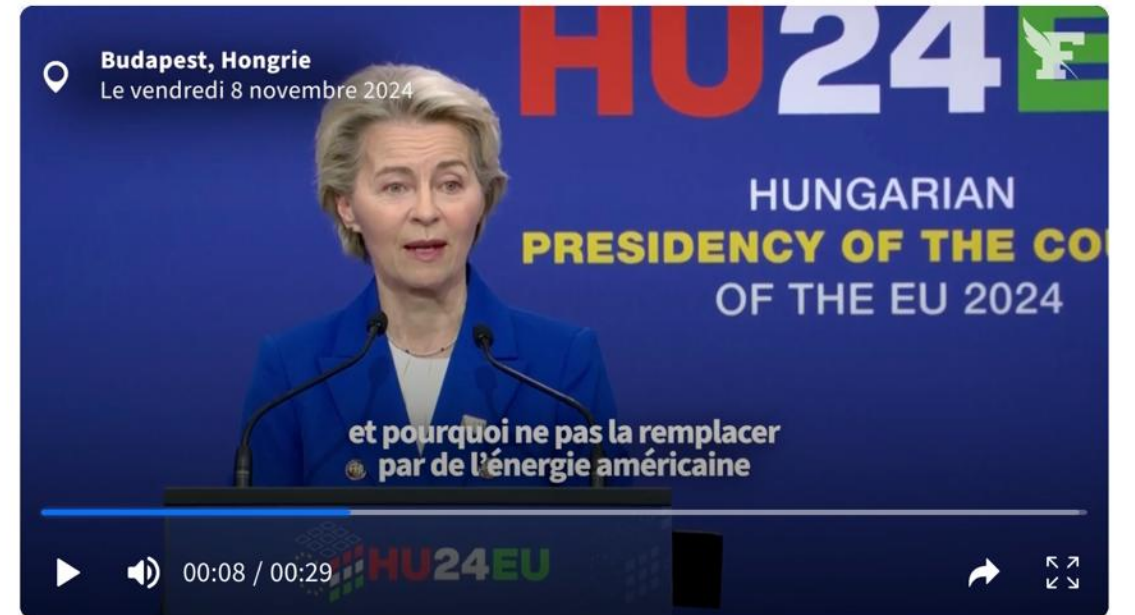 Budapest, Hongrie
Le vendredi 8 novembre 2024
HU24E
HUNGARIAN
PRESIDENCY OF THE CO
OF THE EU 2024
et pourquoi ne pas la remplacer
par de l’énergie américaine
00:08 / 00:29
HU24EU